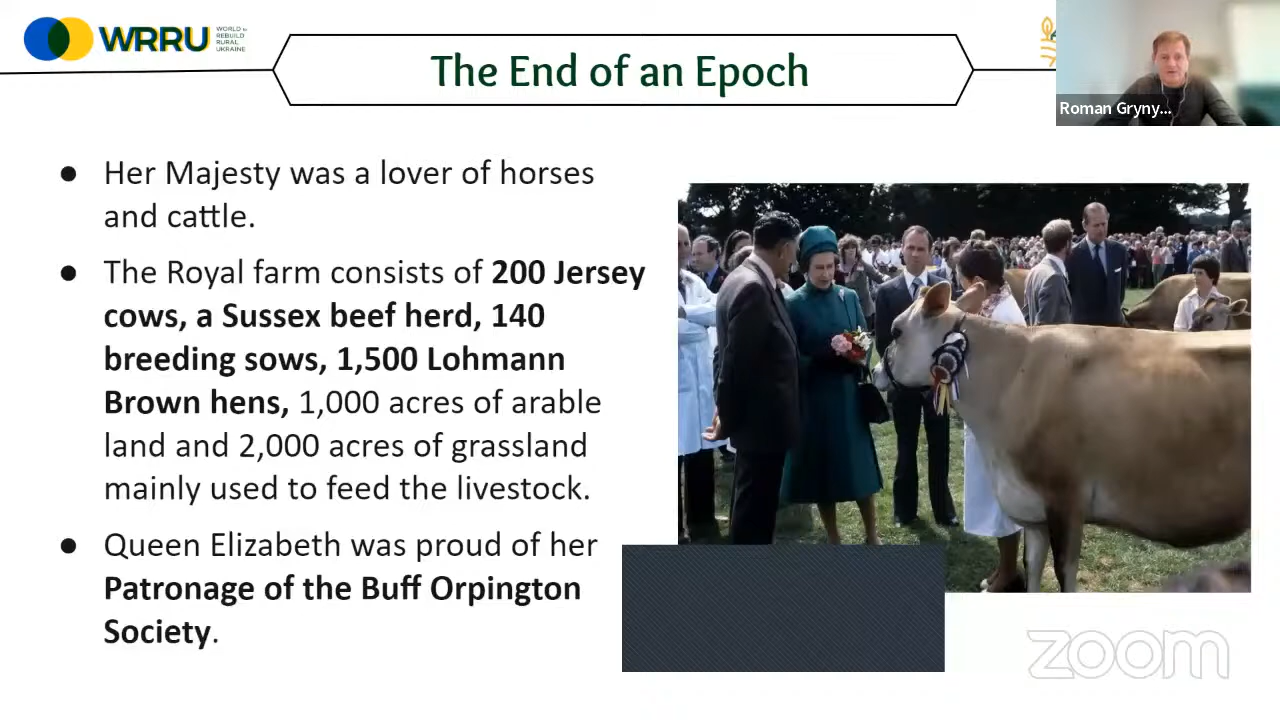 WRRU
WORLD to
REBUILD
RURAL
UKRAINE
The End of an Epoch
Roman Gryny...
● Her Majesty was a lover of horses
and cattle.
● The Royal farm consists of 200 Jersey
cows, a Sussex beef herd, 140
breeding sows, 1,500 Lohmann
Brown hens, 1,000 acres of arable
land and 2,000 acres of grassland
mainly used to feed the livestock.
● Queen Elizabeth was proud of her
Patronage of the Buff Orpington
Society.
zoom